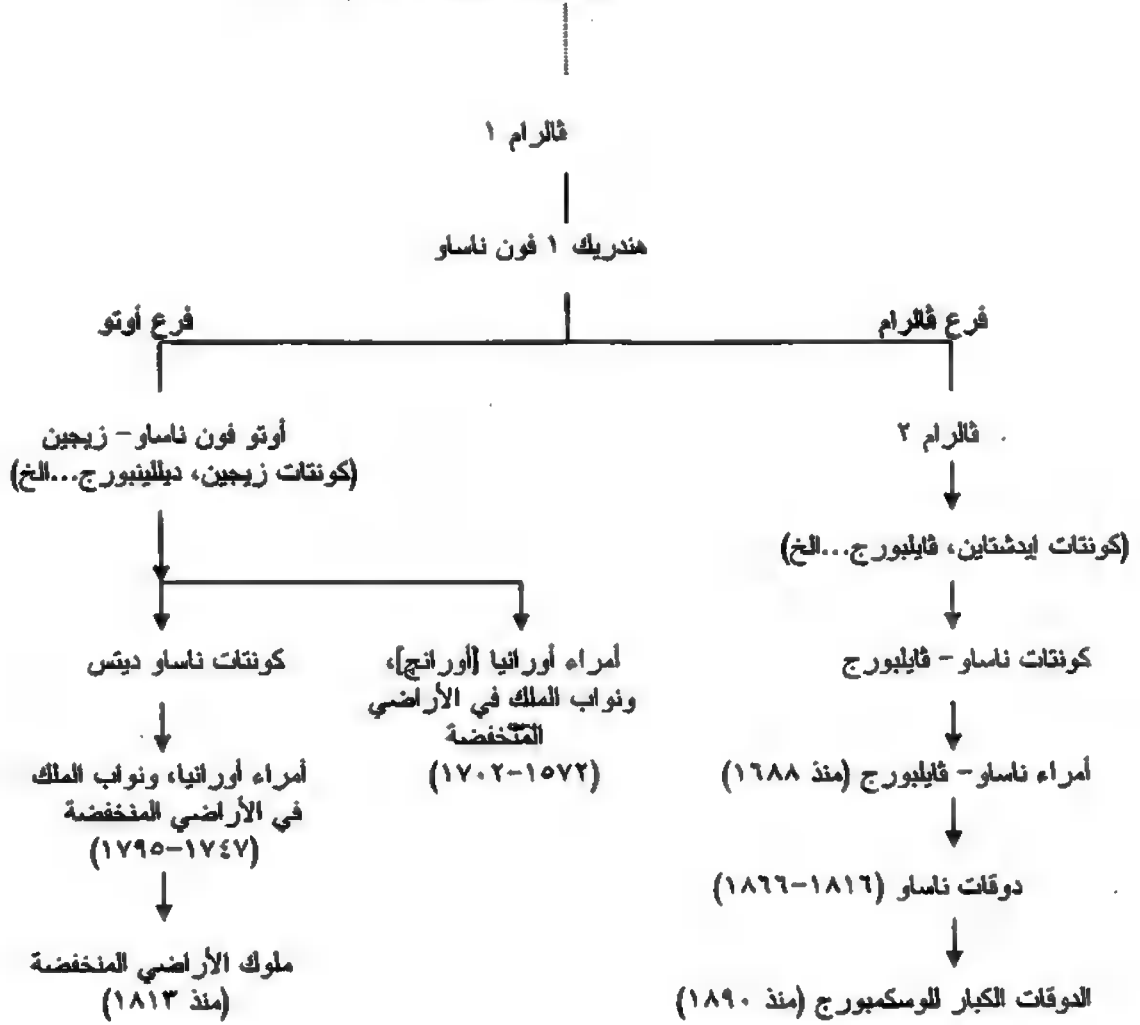 ڤالرام ١
هندريك ١ فون ناساو
فرع ڤالرام
فرع أوتو
ڤالرام ٢
(كونتات إيدشتاين، ڤايلبورج...الخ)
كونتات ناساو - ڤايلبورج
أمراء ناساو - ڤايلبورج (منذ ١٦٨٨)
دوقات ناساو (١٨١٦-١٨٦٦)
الدوقات الكبار للوسكمبورج (منذ ١٨٩٠)
أوتو فون ناساو - زيجين
(كونتات زيجين، ديللينبورج...الخ)
أمراء أورانيا [أورانچ]،
ونواب الملك في الأراضي
المنخفضة
(١٥٧٢-١٧٠٢)
كونتات ناساو ديتس
أمراء أورانيا، ونواب الملك
في الأراضي المنخفضة
(١٧٤٧-١٧٩٥)
ملوك الأراضي المنخفضة
(منذ ١٨١٣)